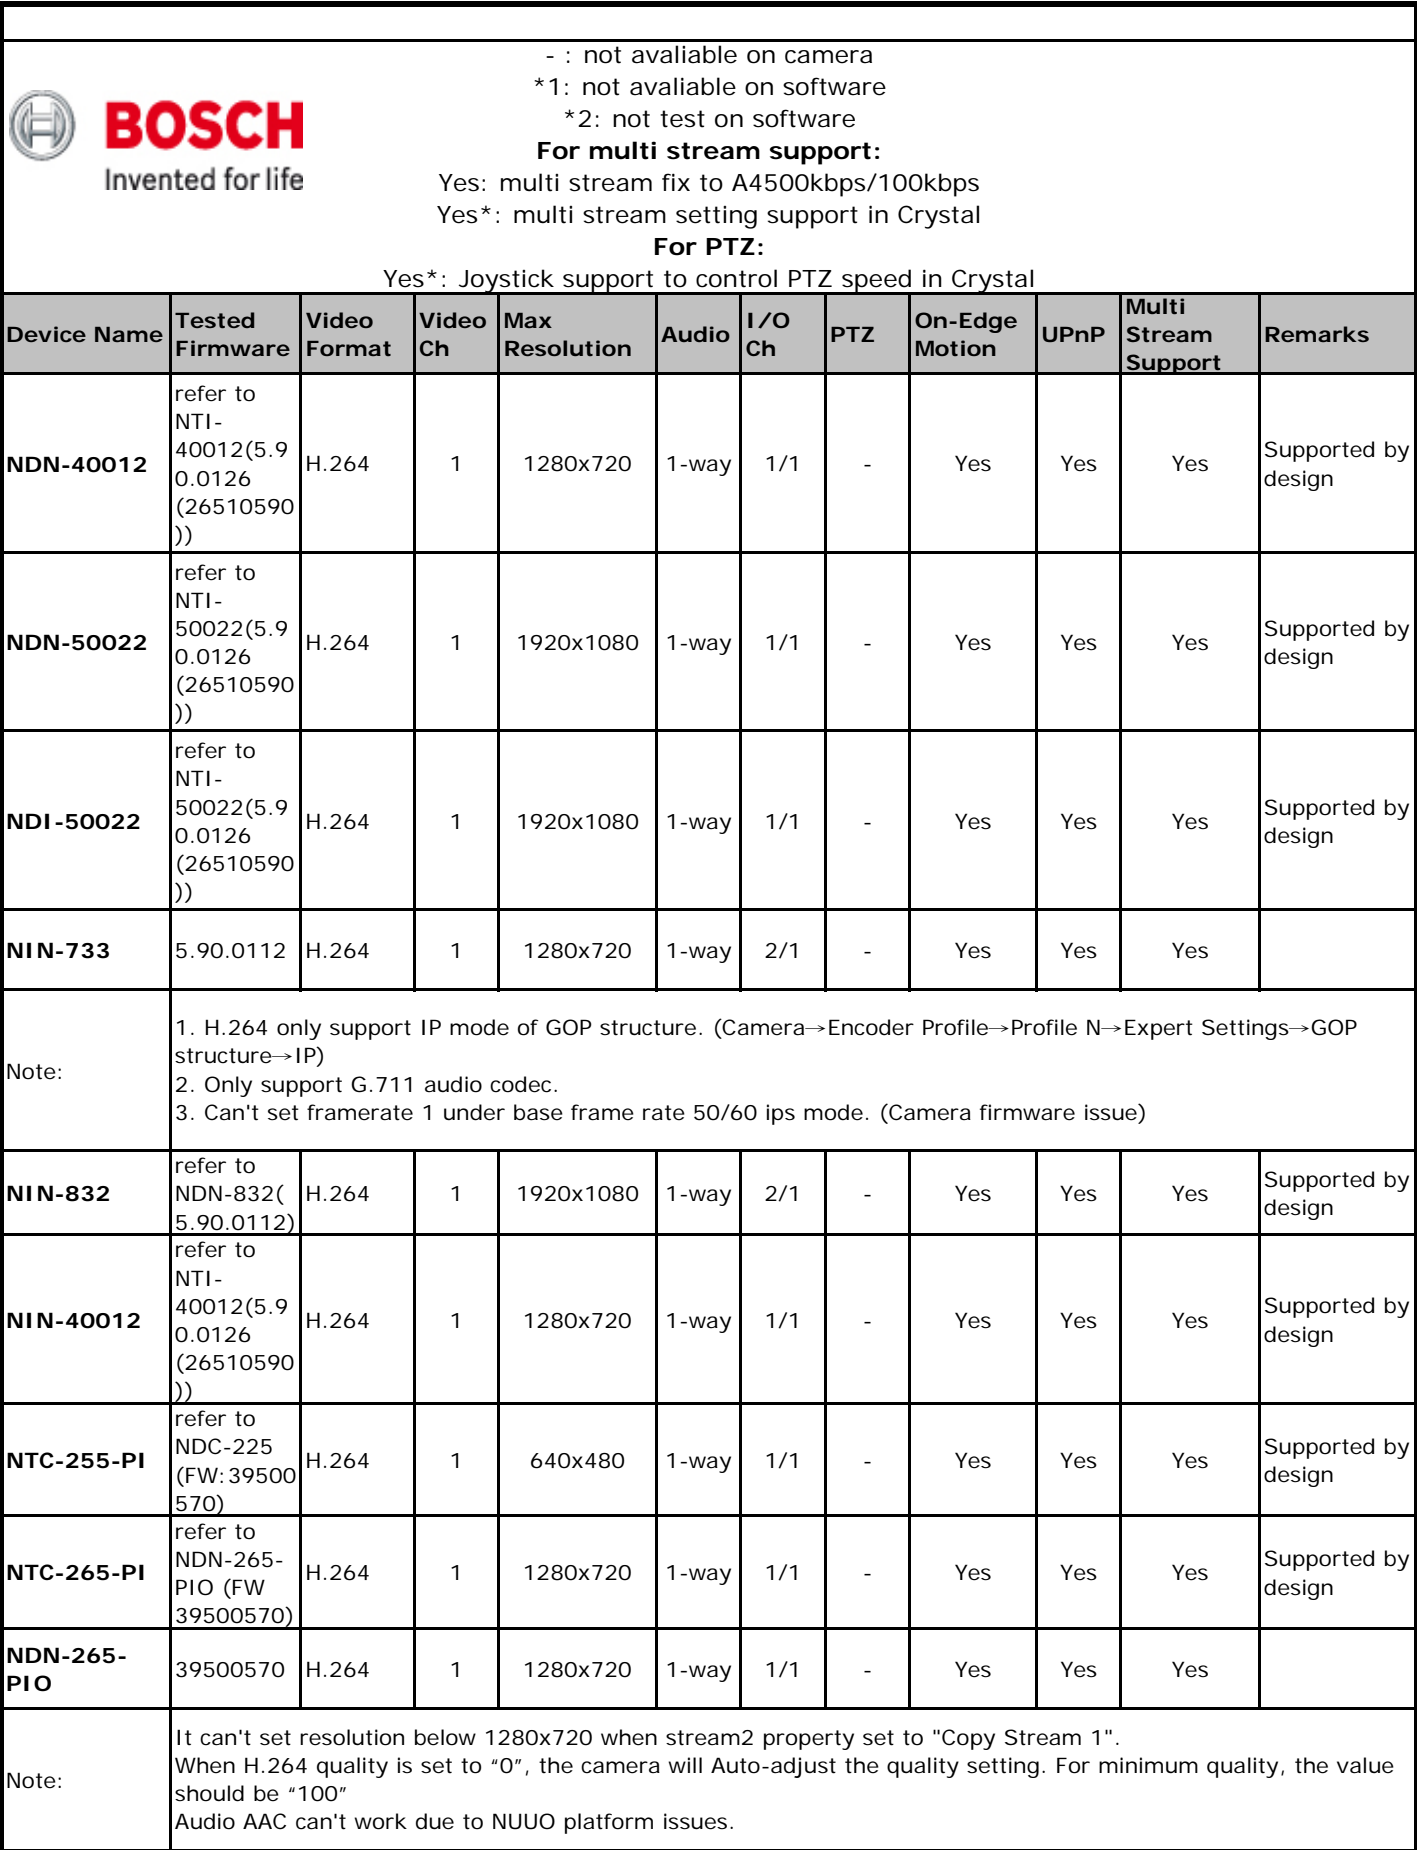 - : not avaliable on camera
*1: not avaliable on software
*2: not test on software
For multi stream support:
Yes: multi stream fix to A4500kbps/100kbps
Yes*: multi stream setting support in Crystal
For PTZ:
Yes*: Joystick support to control PTZ speed in Crystal
BOSCH
Invented for life
Device Name
Tested
Firmware
Video
Format
Video
Ch
Max
Resolution
Audio
I/O
Ch
PTZ
On-Edge
Motion
UPnP
Multi
Stream
Support
Remarks
NDN-40012
refer to
NTI-
40012(5.9
0.0126
(26510590
))
H.264
1
1280x720
1-way
1/1
-
Yes
Yes
Yes
Supported by
design
NDN-50022
refer to
NTI-
50022(5.9
0.0126
(26510590
))
H.264
1
1920x1080
1-way
1/1
-
Yes
Yes
Yes
Supported by
design
NDI-50022
refer to
NTI-
50022(5.9
0.0126
(26510590
))
H.264
1
1920x1080
1-way
1/1
-
Yes
Yes
Yes
Supported by
design
NIN-733
5.90.0112
H.264
1
1280x720
1-way
2/1
-
Yes
Yes
Yes
Note:
1. H.264 only support IP mode of GOP structure. (Camera→Encoder Profile→Profile N→Expert Settings→GOP
structure→IP)
2. Only support G.711 audio codec.
3. Can't set framerate 1 under base frame rate 50/60 ips mode. (Camera firmware issue)
NIN-832
refer to
NDN-832(
5.90.0112)
H.264
1
1920x1080
1-way
2/1
-
Yes
Yes
Yes
Supported by
design
NIN-40012
refer to
NTI-
40012(5.9
0.0126
(26510590
))
H.264
1
1280x720
1-way
1/1
-
Yes
Yes
Yes
Supported by
design
NTC-255-PI
refer to
NDC-225
(FW:39500
570)
H.264
1
640x480
1-way
1/1
-
Yes
Yes
Yes
Supported by
design
NTC-265-PI
refer to
NDN-265-
PIO (FW
39500570)
H.264
1
1280x720
1-way
1/1
-
Yes
Yes
Yes
Supported by
design
NDN-265-
PIO
39500570
H.264
1
1280x720
1-way
1/1
-
Yes
Yes
Yes
Note:
It can't set resolution below 1280x720 when stream2 property set to "Copy Stream 1".
When H.264 quality is set to “0”, the camera will Auto-adjust the quality setting. For minimum quality, the value
should be “100”
Audio AAC can't work due to NUUO platform issues.